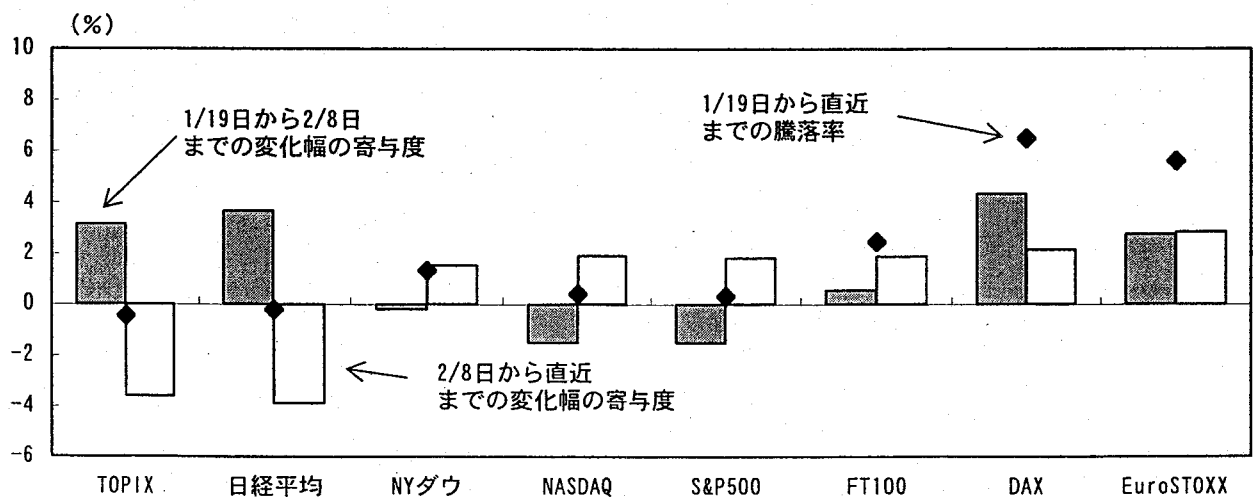 (%)
10
8
6
4
2
0
-2
-4
-6
1/19日から2/8日
までの変化幅の寄与度
1/19日から直近
までの騰落率
2/8日から直近
までの変化幅の寄与度
TOPIX 日経平均 NYダウ NASDAQ S&P500 FT100 DAX EuroSTOXX